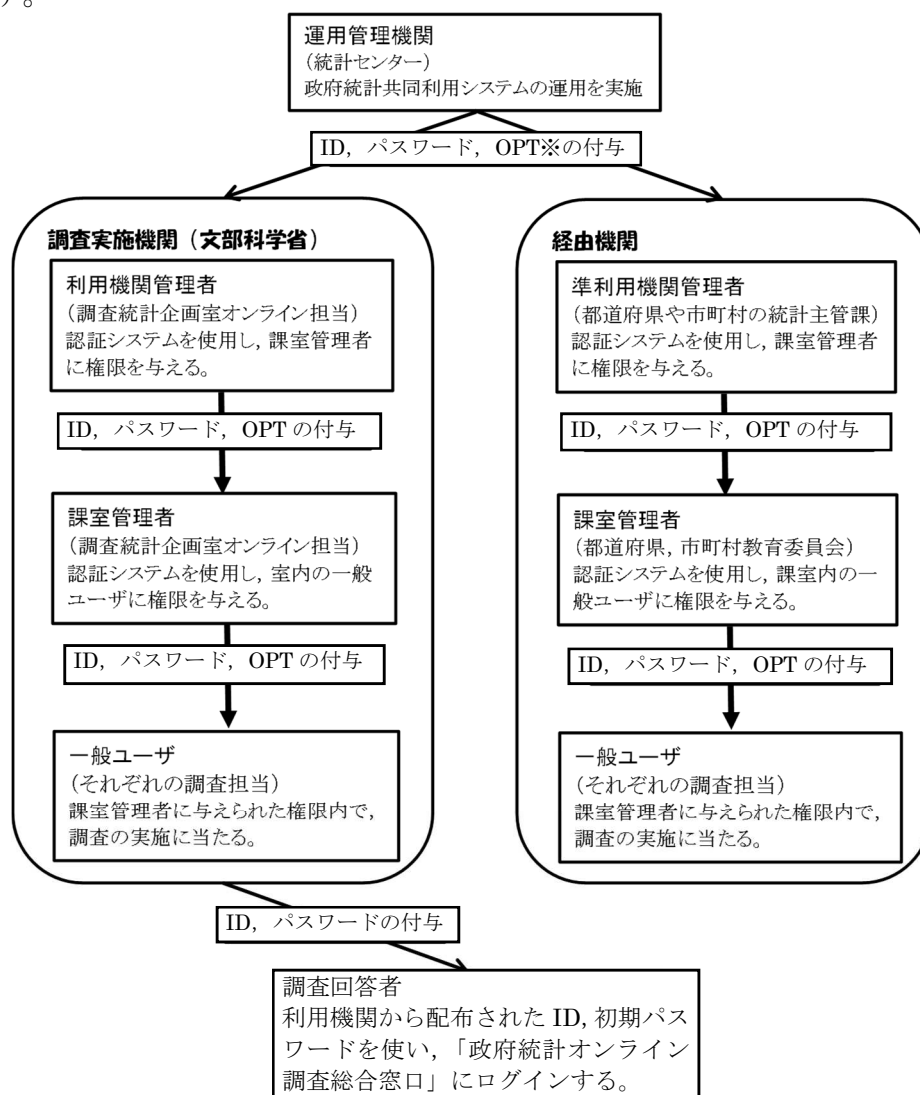 す。
運用管理機関
（統計センター）
政府統計共同利用システムの運用を実施
ID，パスワード，OPT※の付与
調査実施機関（文部科学省）
利用機関管理者
（調査統計企画室オンライン担当）
認証システムを使用し，課室管理者
に権限を与える。
ID，パスワード，OPT の付与
課室管理者
（調査統計企画室オンライン担当）
認証システムを使用し，室内の一般
ユーザに権限を与える。
ID，パスワード，OPT の付与
一般ユーザ
（それぞれの調査担当）
課室管理者に与えられた権限内で，
調査の実施に当たる。
経由機関
準利用機関管理者
（都道府県や市町村の統計主管課）
認証システムを使用し，課室管理者
に権限を与える。
ID，パスワード，OPT の付与
課室管理者
（都道府県，市町村教育委員会）
認証システムを使用し，課室内の一
般ユーザに権限を与える。
ID，パスワード，OPT の付与
一般ユーザ
（それぞれの調査担当）
課室管理者に与えられた権限内で，
調査の実施に当たる。
ID，パスワードの付与
調査回答者
利用機関から配布された ID，初期パス
ワードを使い，「政府統計オンライン
調査総合窓口」にログインする。